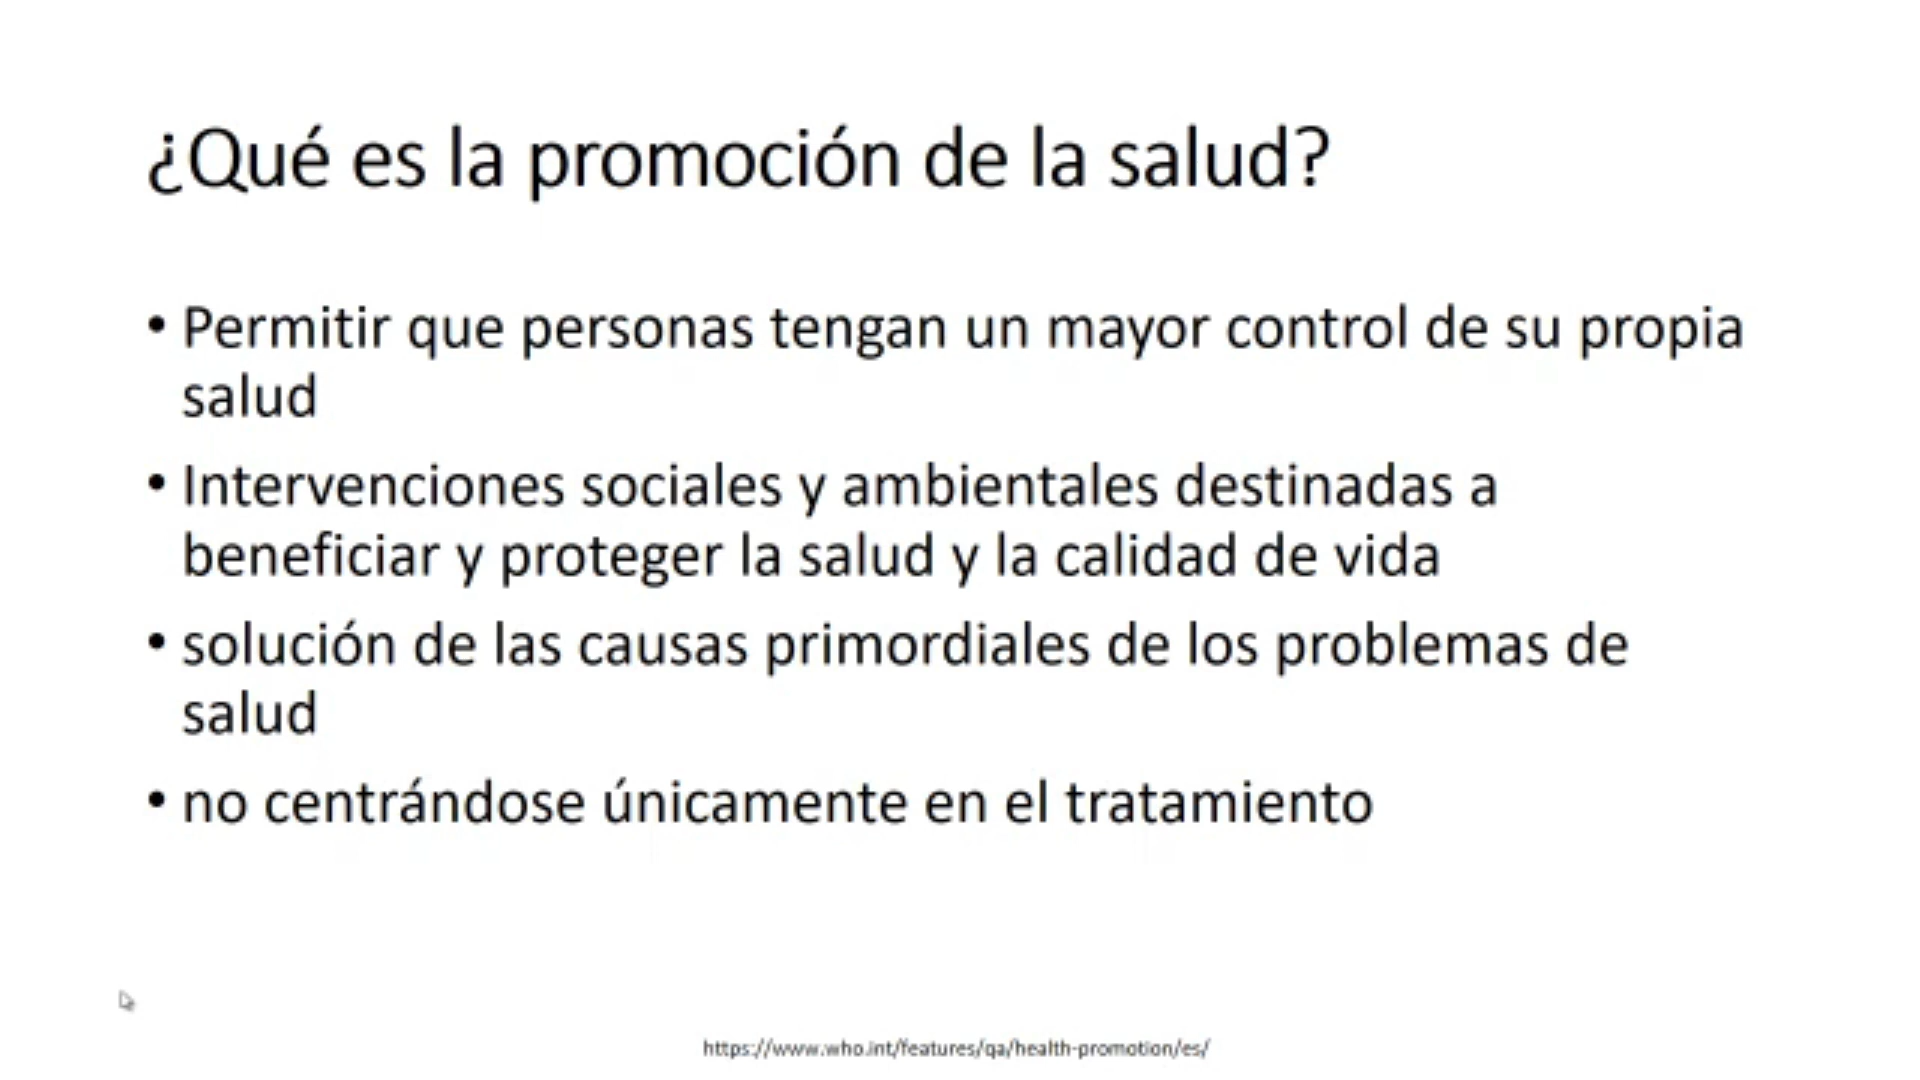 ¿Qué es la promoción de la salud?
• Permitir que personas tengan un mayor control de su propia
salud
• Intervenciones sociales y ambientales destinadas a
beneficiar y proteger la salud y la calidad de vida
• solución de las causas primordiales de los problemas de
salud
• no centrándose únicamente en el tratamiento
https://www.who.int/features/qa/health-promotion/es/